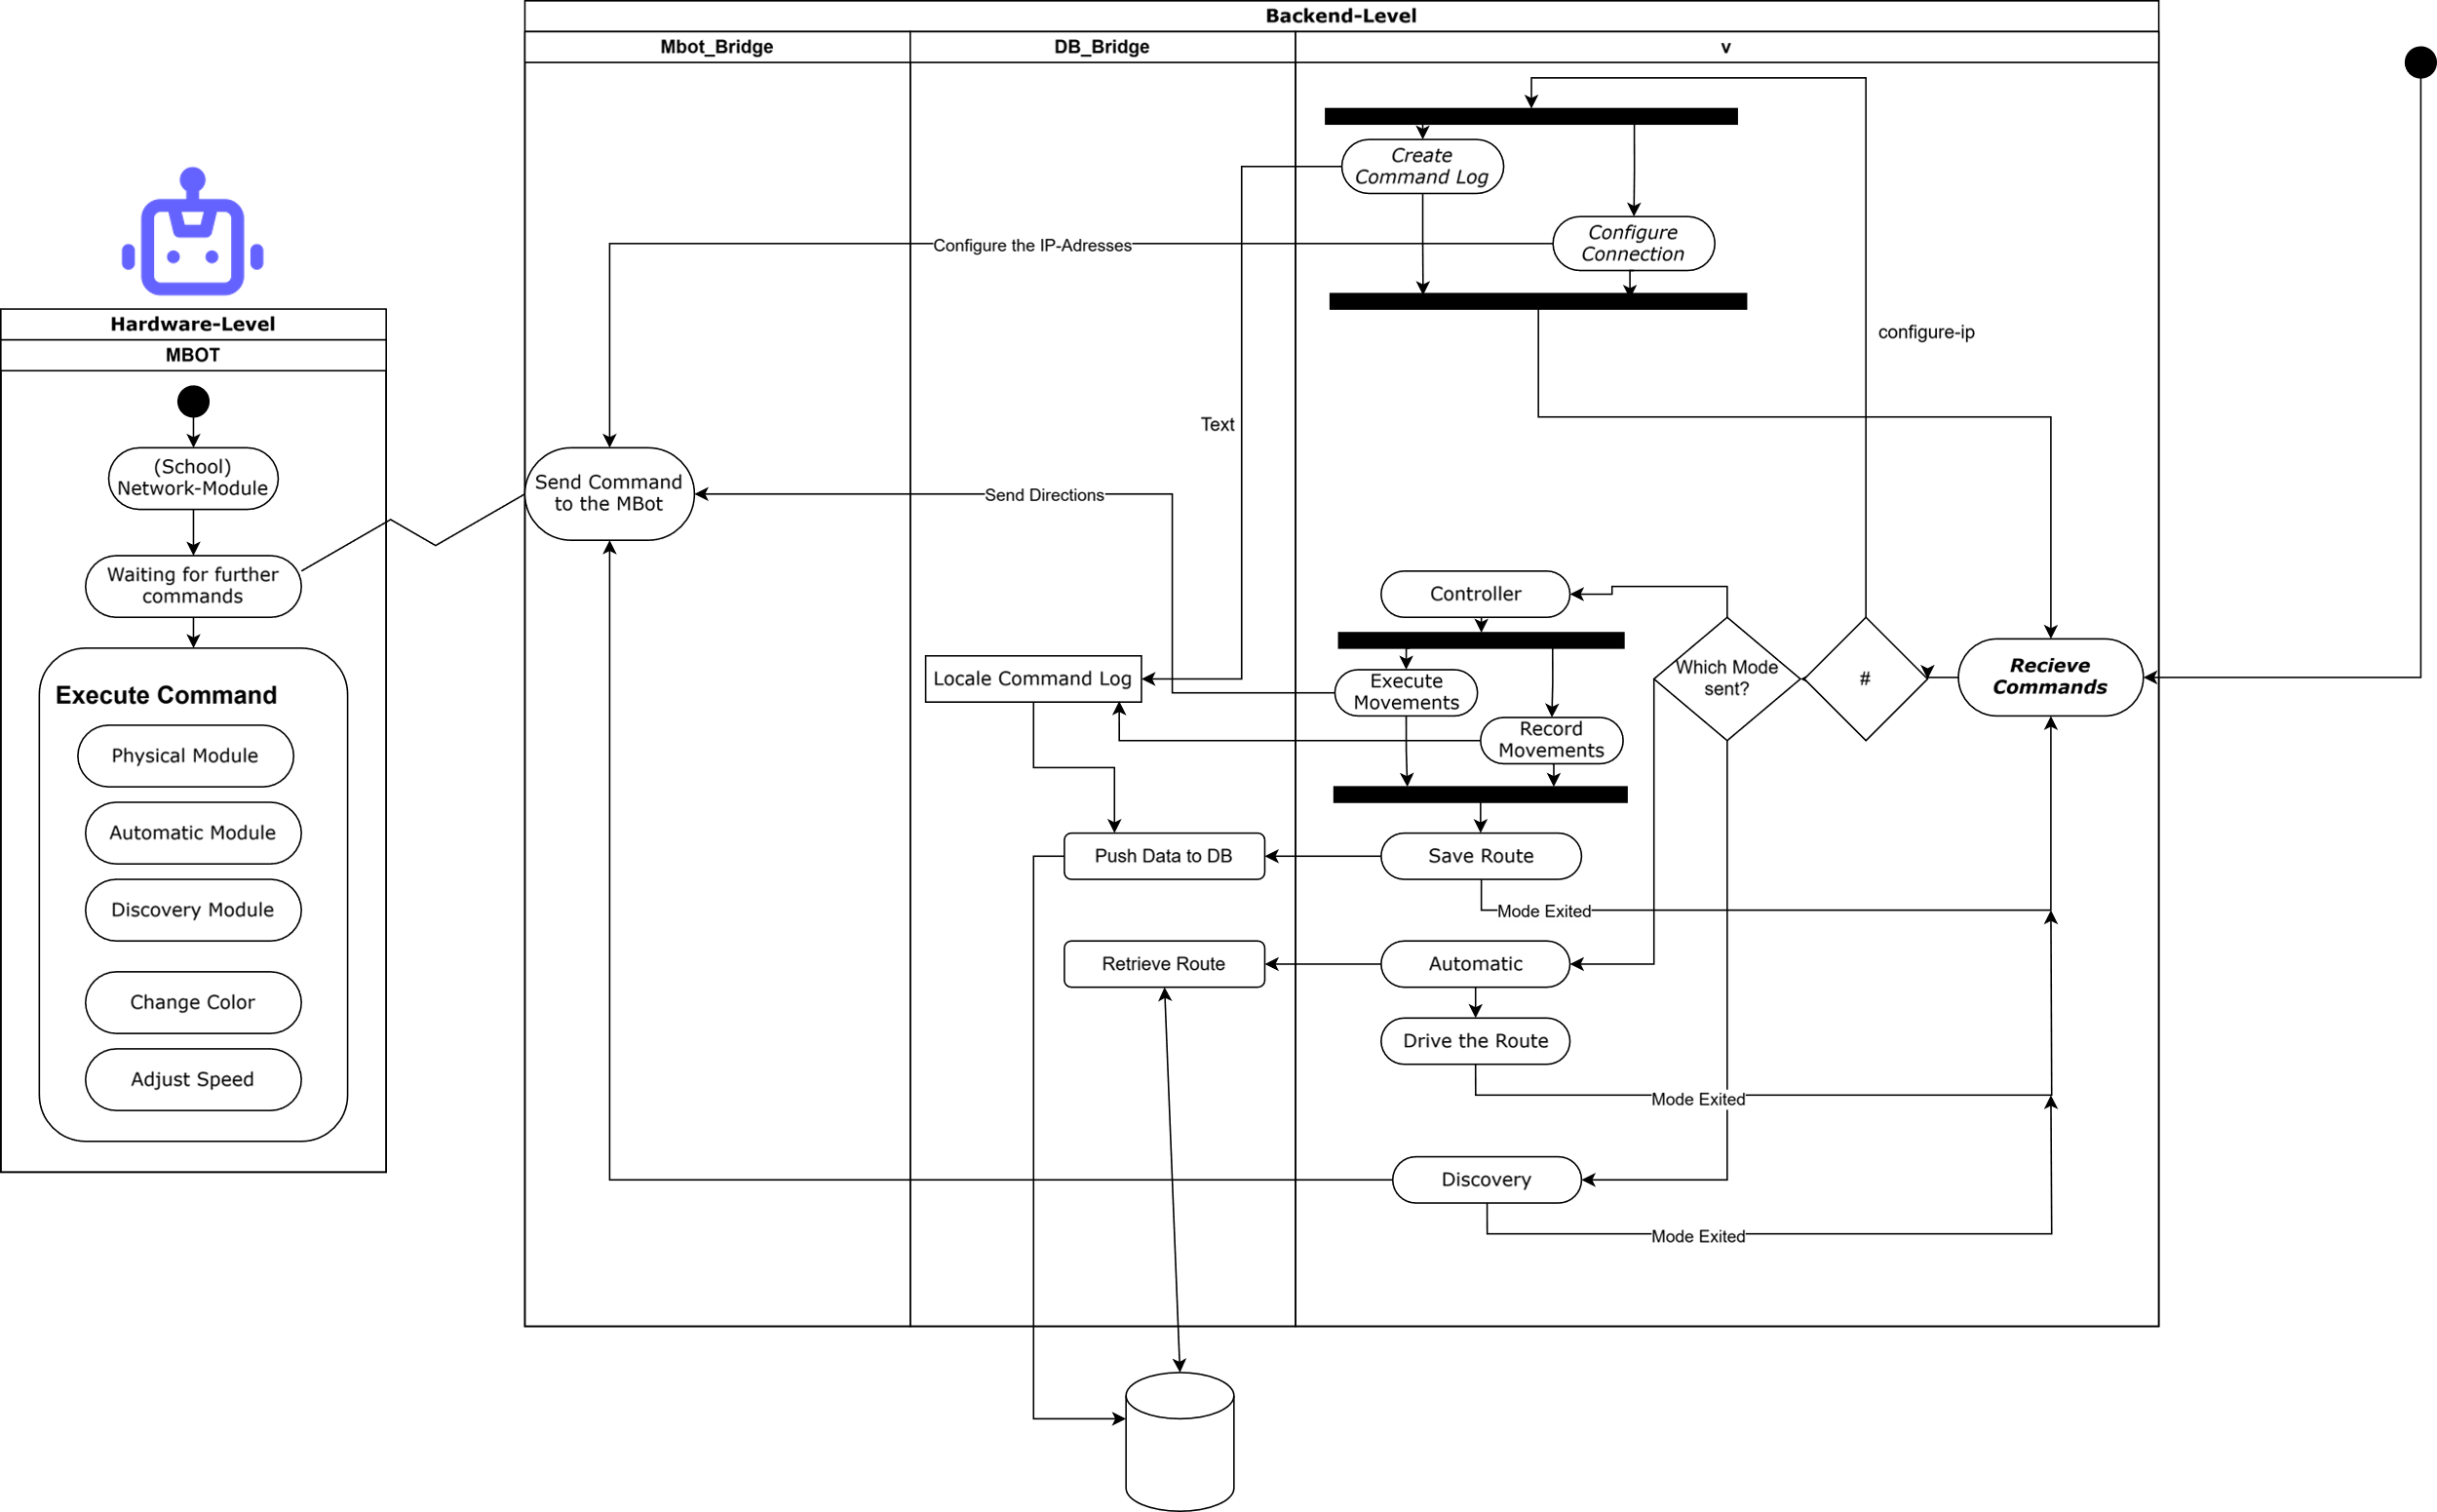 Backend-Level
Mbot_Bridge
DB_Bridge
v
Create
Command Log
Configure
Connection
Configure the IP-Adresses
configure-ip
Text
Hardware-Level
MBOT
(School)
Network-Module
Waiting for further
commands
Execute Command
Physical Module
Automatic Module
Discovery Module
Change Color
Adjust Speed
Send Command
to the MBot
Send Directions
Controller
Locale Command Log
Execute
Movements
Record
Movements
Which Mode
sent?
#
Recieve
Commands
Push Data to DB
Save Route
Mode Exited
Retrieve Route
Automatic
Drive the Route
Mode Exited
Discovery
Mode Exited